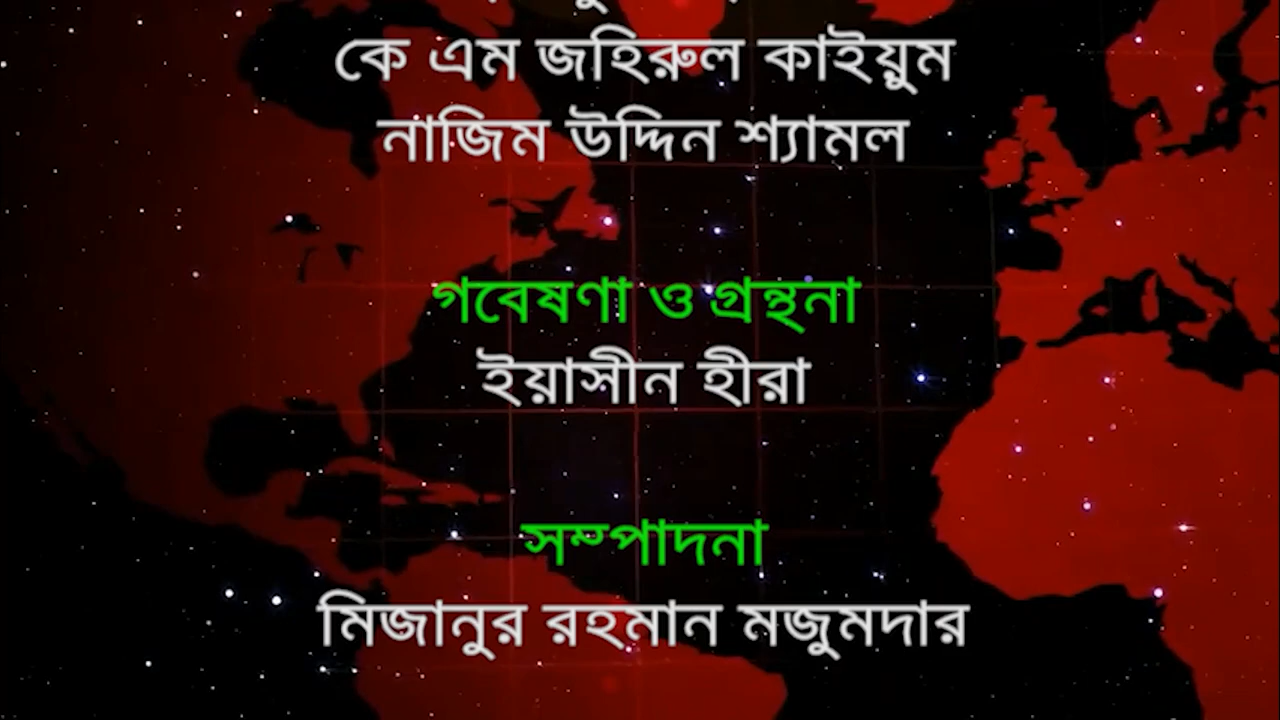 কে এম জহিরুল কাইয়ুম
নাজিম উদ্দিন শ্যামল
গবেষণা ও গ্রন্থনা
ইয়াসীন হীরা
সম্পাদনা
মিজানুর রহমান মজুমদার